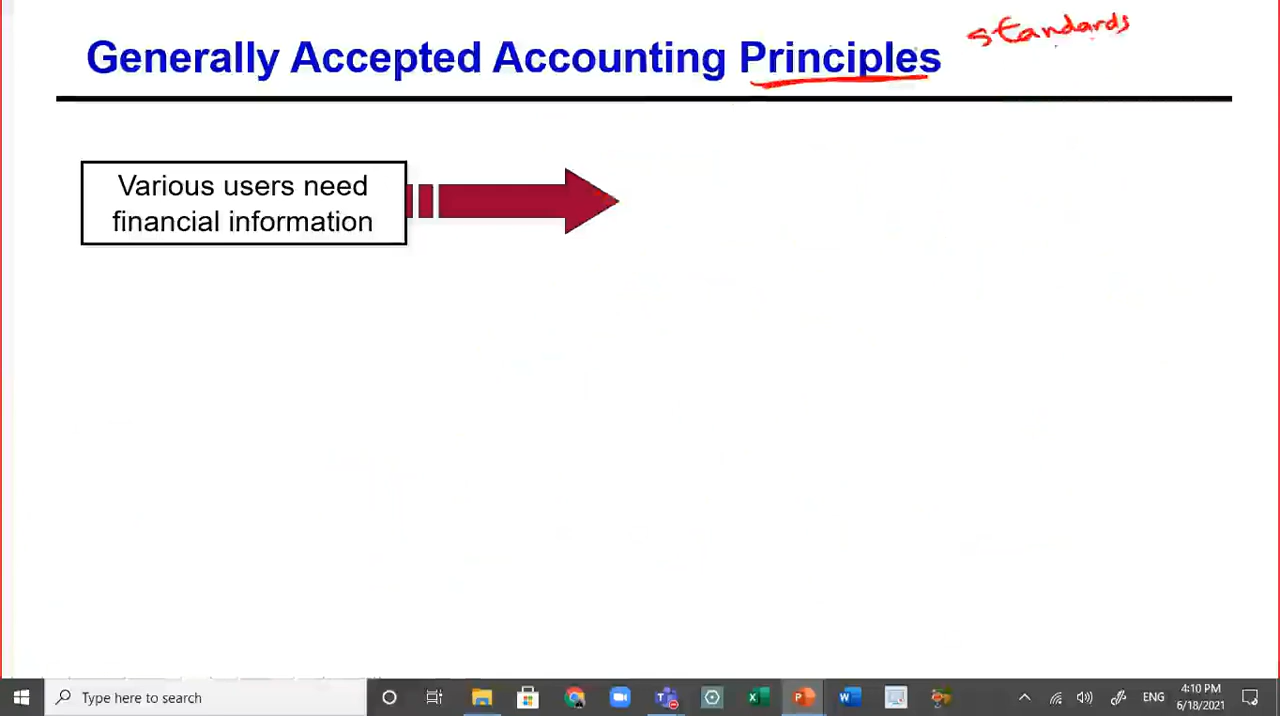 standards
Generally Accepted Accounting Principles
Various users need
financial information
Type here to search
ENG
4:10 PM
6/18/2021